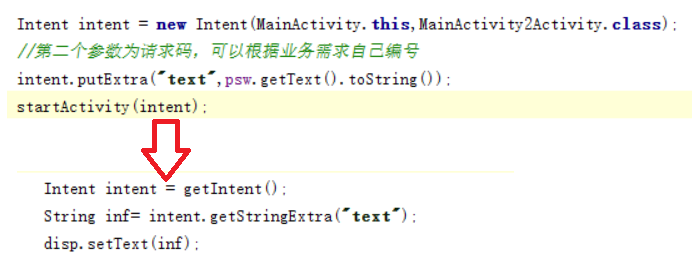 Intent intent = new Intent(MainActivity.this,MainActivity2Activity.class);
//第二个参数为请求码，可以根据业务需求自己编号
intent.putExtra("text",psw.getText().toString());
startActivity(intent);
Intent intent = getIntent();
String inf= intent.getStringExtra("text");
disp.setText(inf);